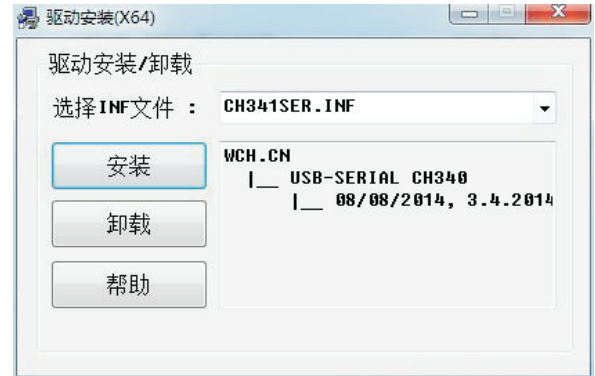 驱动安装(X64)
驱动安装/卸载
选择INF文件 : CH341SER.INF
安装
卸载
帮助
WCH.CN
|__ USB-SERIAL CH340
|__ 08/08/2014, 3.4.2014